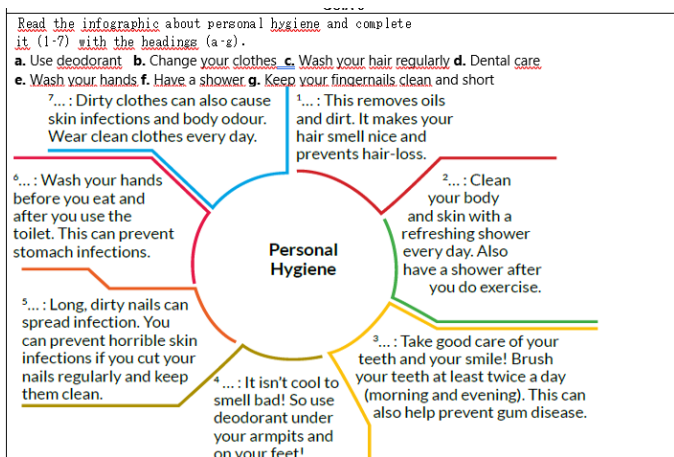 Read the infographic about personal hygiene and complete
it (1-7) with the headings (a-g).
a. Use deodorant b. Change your clothes c. Wash your hair regularly d. Dental care
e. Wash your hands f. Have a shower g. Keep your fingernails clean and short
⁷... : Dirty clothes can also cause
skin infections and body odour.
Wear clean clothes every day.
¹... : This removes oils
and dirt. It makes your
hair smell nice and
prevents hair-loss.
⁶... : Wash your hands
before you eat and
after you use the
toilet. This can prevent
stomach infections.
²... : Clean
your body
and skin with a
refreshing shower
every day. Also
have a shower after
you do exercise.
Personal
Hygiene
⁵... : Long, dirty nails can
spread infection. You
can prevent horrible skin
infections if you cut your
nails regularly and keep
them clean.
³... : Take good care of your
teeth and your smile! Brush
your teeth at least twice a day
(morning and evening). This can
also help prevent gum disease.
⁴... : It isn't cool to
smell bad! So use
deodorant under
your armpits and
on your feet!